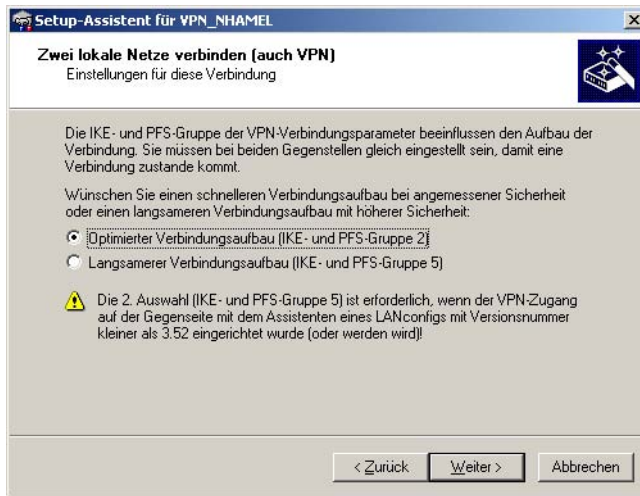 Setup-Assistent für VPN_NHAMEL
Zwei lokale Netze verbinden (auch VPN)
Einstellungen für diese Verbindung
Die IKE- und PFS-Gruppe der VPN-Verbindungsparameter beeinflussen den Aufbau der
Verbindung. Sie müssen bei beiden Gegenstellen gleich eingestellt sein, damit eine
Verbindung zustande kommt.
Wünschen Sie einen schnelleren Verbindungsaufbau bei angemessener Sicherheit
oder einen langsameren Verbindungsaufbau mit höherer Sicherheit:
Optimierter Verbindungsaufbau (IKE- und PFS-Gruppe 2)
Langsamerer Verbindungsaufbau (IKE- und PFS-Gruppe 5)
Die 2. Auswahl (IKE- und PFS-Gruppe 5) ist erforderlich, wenn der VPN-Zugang
auf der Gegenseite mit dem Assistenten eines LANconfigs mit Versionsnummer
kleiner als 3.52 eingerichtet wurde (oder werden wird)!
< Zurück
Weiter >
Abbrechen